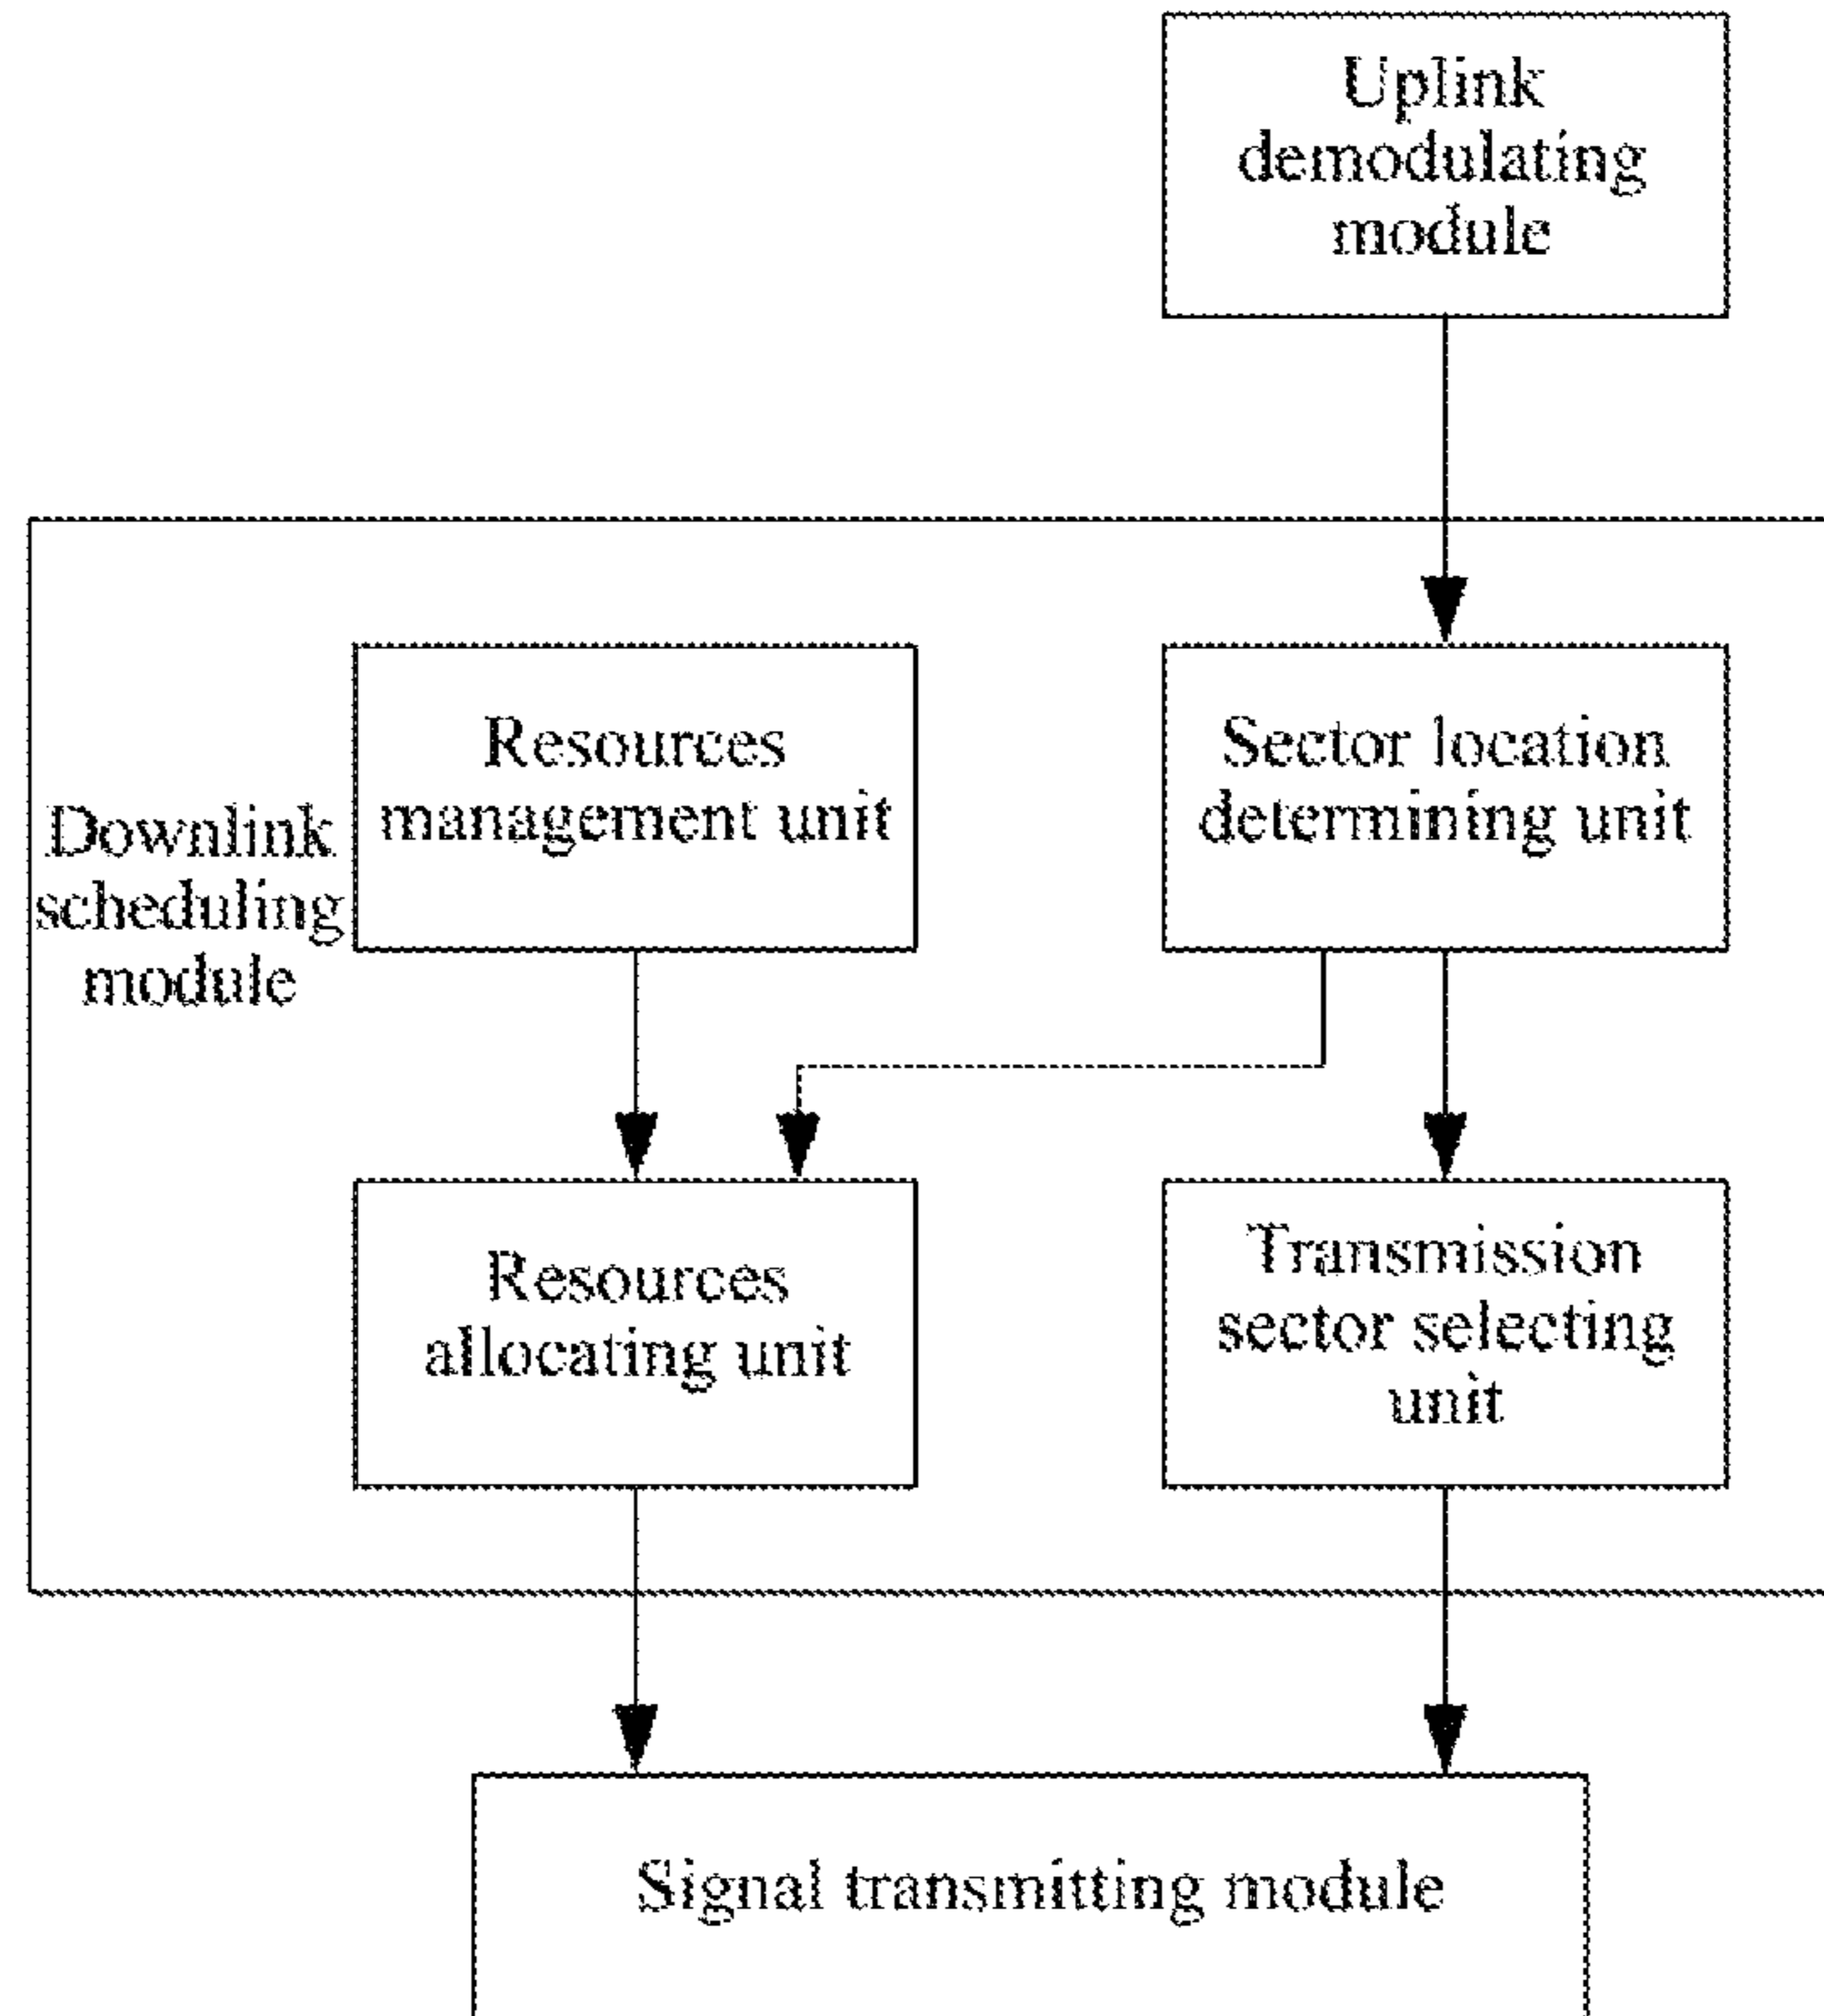 Uplink
demodulating
module
Downlink
scheduling
module
Resources
management unit
Sector location
determining unit
Resources
allocating unit
Transmission
sector selecting
unit
Signal transmitting module